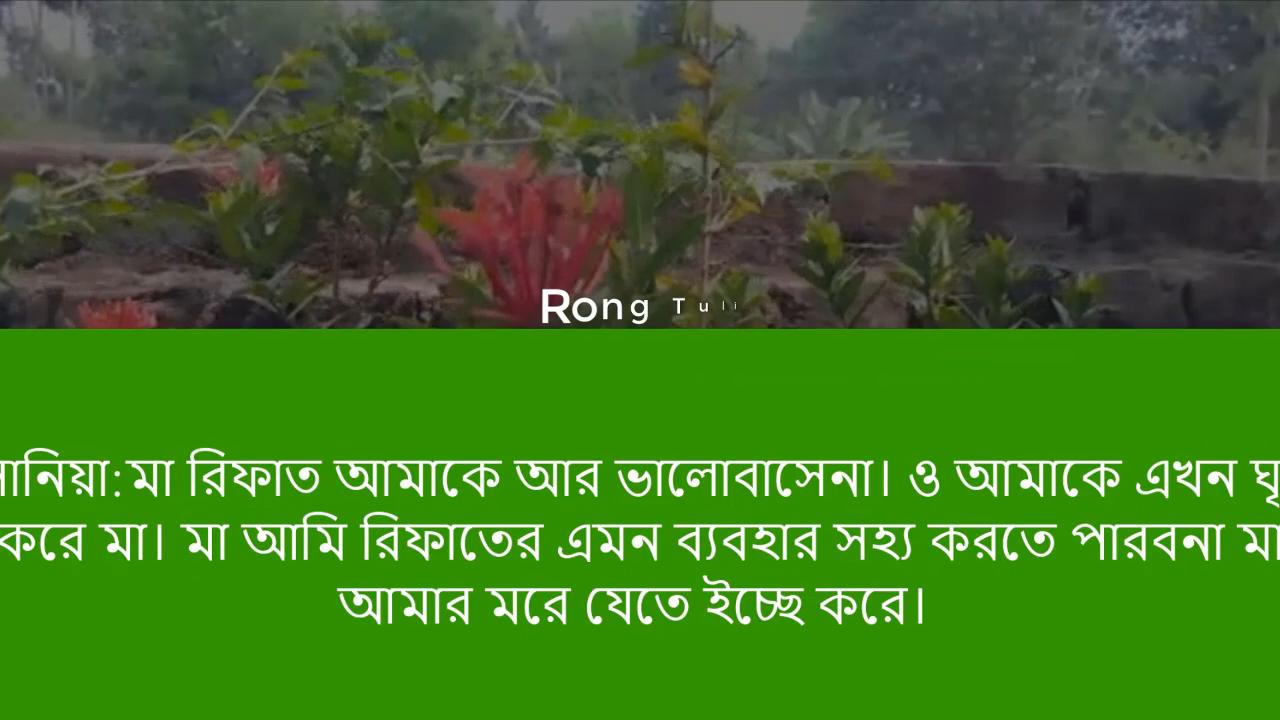 Rong Tuli
মা রিফাত আমাকে আর ভালোবাসেনা। ও আমাকে এখন
করে মা। মা আমি রিফাতের এমন ব্যবহার সহ্য করতে পারবনা মা
আমার মরে যেতে ইচ্ছে করে।